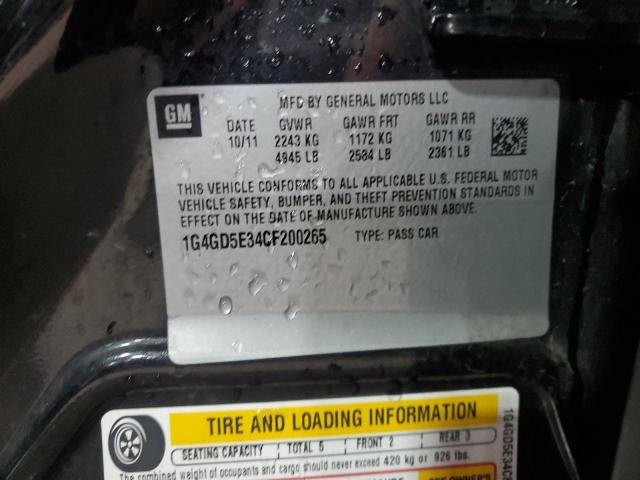 GM
MFD BY GENERAL MOTORS LLC
DATE GVWR GAWR FRT GAWR RR
10/11 2243 KG 1172 KG 1071 KG
4945 LB 2584 LB 2361 LB
THIS VEHICLE CONFORMS TO ALL APPLICABLE U.S. FEDERAL MOTOR
VEHICLE SAFETY, BUMPER, AND THEFT PREVENTION STANDARDS IN
EFFECT ON THE DATE OF MANUFACTURE SHOWN ABOVE.
1G4GD5E34CF200265 TYPE: PASS CAR
TIRE AND LOADING INFORMATION
SEATING CAPACITY TOTAL 5 FRONT 2 REAR 3
The combined weight of occupants and cargo should never exceed 420 kg or 926 lbs.
1G4GD5E34C